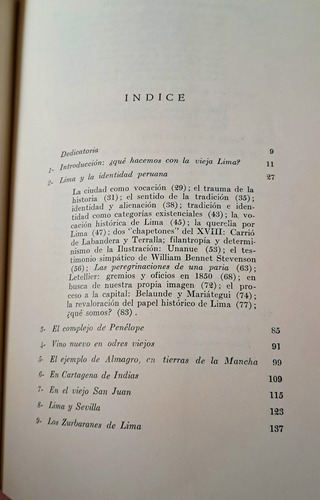 INDICE
Dedicatoria 9
1- Introducción: ¿qué hacemos con la vieja Lima? 11
2- Lima y la identidad peruana 27
La ciudad como vocación (29); el trauma de la
historia (31); el sentido de la tradición (35);
identidad y alienación (38); tradición e iden-
tidad como categorías existenciales (43); la vo-
cación histórica de Lima (45); la querella por
Lima (47); dos "chapetones" del XVIII: Carrió
de Labandera y Terralla; filantropía y determi-
nismo de la Ilustración: Unanue; (53); el tes-
timonio simpático de William Bennet Stevenson
(56); Las peregrinaciones de una paria (63);
Letellier: gremios y oficios en 1850 (68); en
busca de nuestra propia imagen (72); el pro-
ceso a la capital: Belaunde y Mariátegui (74);
la revaloración del papel histórico de Lima (77);
¿qué somos? (83).
3- El complejo de Penélope 85
4- Vino nuevo en odres viejos 91
5- El ejemplo de Almagro, en tierras de la Mancha 99
6- En Cartagena de Indias 109
7- En el viejo San Juan 115
8- Lima y Sevilla 123
9- Los Zurbaranes de Lima 137